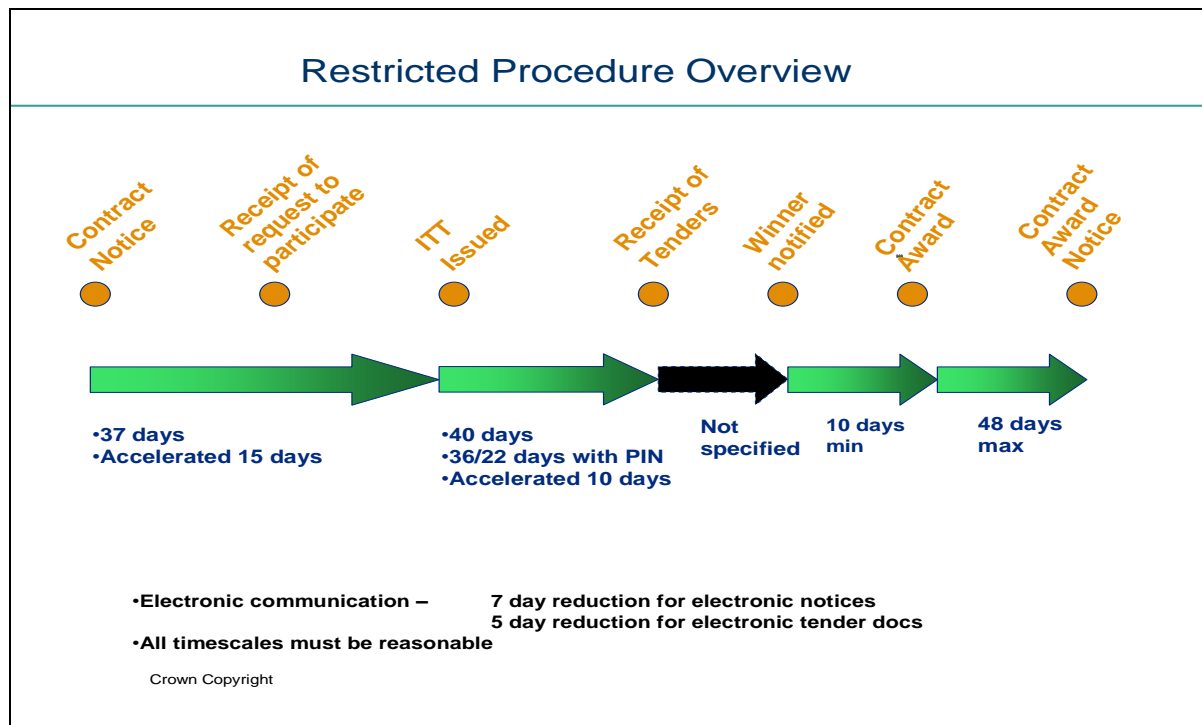 Restricted Procedure Overview
Contract
Notice
Receipt of
request to
participate
ITT
Issued
Receipt of
Tenders
Winner
notified
Contract
Award
Contract
Award
Notice
•37 days
•Accelerated 15 days
•40 days
•36/22 days with PIN
•Accelerated 10 days
Not
specified
10 days
min
48 days
max
•Electronic communication – 7 day reduction for electronic notices
5 day reduction for electronic tender docs
•All timescales must be reasonable
Crown Copyright